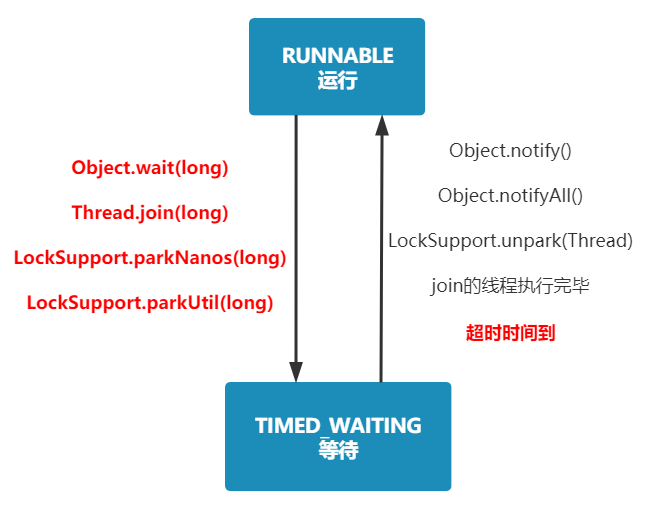 RUNNABLE
运行
Object.wait(long)
Thread.join(long)
LockSupport.parkNanos(long)
LockSupport.parkUtil(long)
Object.notify()
Object.notifyAll()
LockSupport.unpark(Thread)
join的线程执行完毕
超时时间到
TIMED_WAITING
等待